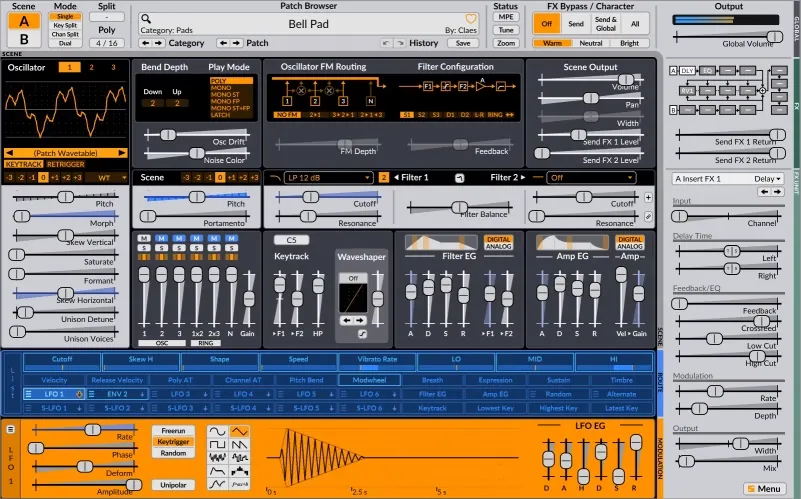 Scene
Mode
Split
Patch Browser
Status
FX Bypass / Character
Output
A
B
Single
Key Split
Chan Split
Dual
-
Poly
4 / 16
Bell Pad
Category: Pads
By: Claes
Category
Patch
History
Save
MPE
Tune
Zoom
Off
Send
Send & Global
All
Warm
Neutral
Bright
Global Volume
GLOBAL
SCENE
Oscillator
1
2
3
(Patch Wavetable)
KEYTRACK
RETRIGGER
Bend Depth
Down
Up
2
2
Play Mode
POLY
MONO
MONO ST
MONO FP
MONO ST+FP
LATCH
Osc Drift
Noise Color
Oscillator FM Routing
1
2
3
N
NO FM
2>1
3>2>1
2>1<3
FM Depth
Filter Configuration
F1
F2
A
S1
S2
S3
D1
D2
L-R
RING
Feedback
Scene Output
Volume
Pan
Width
Send FX 1 Level
Send FX 2 Level
A
DLY
EQ
RV1
B
Send FX 1 Return
Send FX 2 Return
FX
-3 -2 -1 0 +1 +2 +3
WT
Scene
-3 -2 -1 0 +1 +2 +3
LP 12 dB
2
Filter 1
Filter 2
Off
Pitch
Morph
Skew Vertical
Saturate
Formant
Skew Horizontal
Unison Detune
Unison Voices
Pitch
Portamento
Cutoff
Resonance
Filter Balance
Cutoff
Resonance
A Insert FX 1
Delay
FX UNIT
Input
Channel
Delay Time
Left
Right
Feedback/EQ
Feedback
Crossfeed
Low Cut
High Cut
Modulation
Rate
Depth
Output
Width
Mix
M M M M M M
S S S S S S
1
2
3
1x2
2x3
N
Gain
OSC
RING
C5
Keytrack
> F1
> F2
HP
Waveshaper
Off
Filter EG
DIGITAL
ANALOG
A
D
S
R
> F1
> F2
Amp EG
DIGITAL
ANALOG
Amp
A
D
S
R
Vel > Gain
SCENE
List
Cutoff
Skew H
Shape
Speed
Vibrato Rate
LO
MID
HI
Velocity
Release Velocity
Poly AT
Channel AT
Pitch Bend
Modwheel
Breath
Expression
Sustain
Timbre
LFO 1
ENV 2
LFO 3
LFO 4
LFO 5
LFO 6
Filter EG
Amp EG
Random
Alternate
S-LFO 1
S-LFO 2
S-LFO 3
S-LFO 4
S-LFO 5
S-LFO 6
Keytrack
Lowest Key
Highest Key
Latest Key
ROUTE
LFO 1
Rate
Phase
Deform
Amplitude
Freerun
Keytrigger
Random
Unipolar
0 s
2.5 s
5 s
LFO EG
D
A
H
D
S
R
MODULATION
Menu